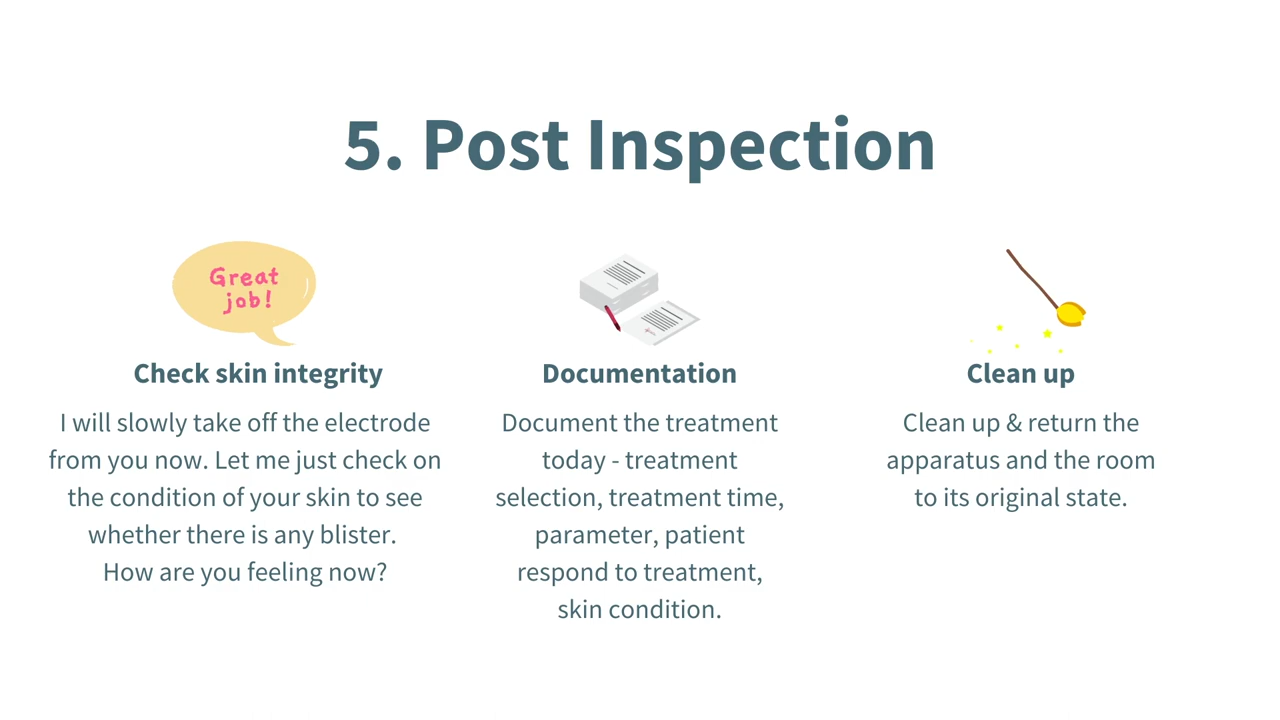 5. Post Inspection
Great
job!
Check skin integrity
I will slowly take off the electrode
from you now. Let me just check on
the condition of your skin to see
whether there is any blister.
How are you feeling now?
Documentation
Document the treatment
today - treatment
selection, treatment time,
parameter, patient
respond to treatment,
skin condition.
Clean up
Clean up & return the
apparatus and the room
to its original state.